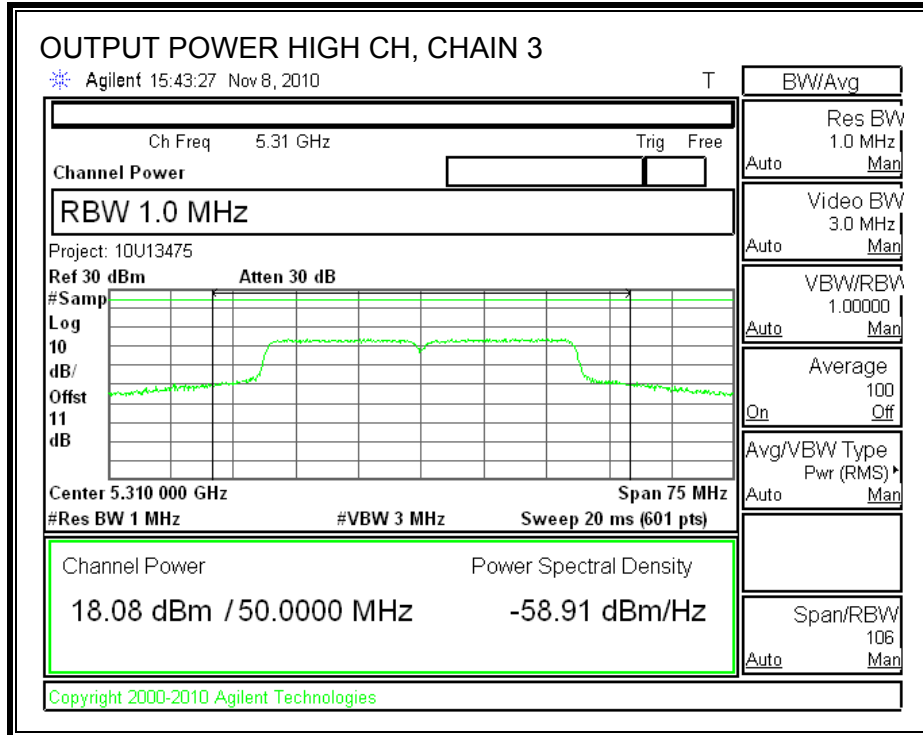 OUTPUT POWER HIGH CH, CHAIN 3
Agilent 15:43:27 Nov 8, 2010 T
Ch Freq 5.31 GHz Trig Free
Channel Power
RBW 1.0 MHz
Project: 10U13475
Ref 30 dBm Atten 30 dB
#Samp
Log
10
dB/
Offst
11
dB
Center 5.310 000 GHz Span 75 MHz
#Res BW 1 MHz #VBW 3 MHz Sweep 20 ms (601 pts)
Channel Power Power Spectral Density
18.08 dBm / 50.0000 MHz -58.91 dBm/Hz
Copyright 2000-2010 Agilent Technologies
BW/Avg
Res BW
1.0 MHz
Auto Man
Video BW
3.0 MHz
Auto Man
VBW/RBW
1.00000
Auto Man
Average
100
On Off
Avg/VBW Type
Pwr (RMS)
Auto Man
Span/RBW
106
Auto Man